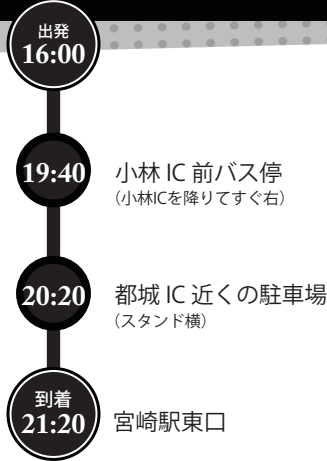 出発
16:00
19:40
小林 IC 前バス停
（小林ICを降りてすぐ右）
20:20
都城 IC 近くの駐車場
（スタンド横）
到着
21:20
宮崎駅東口